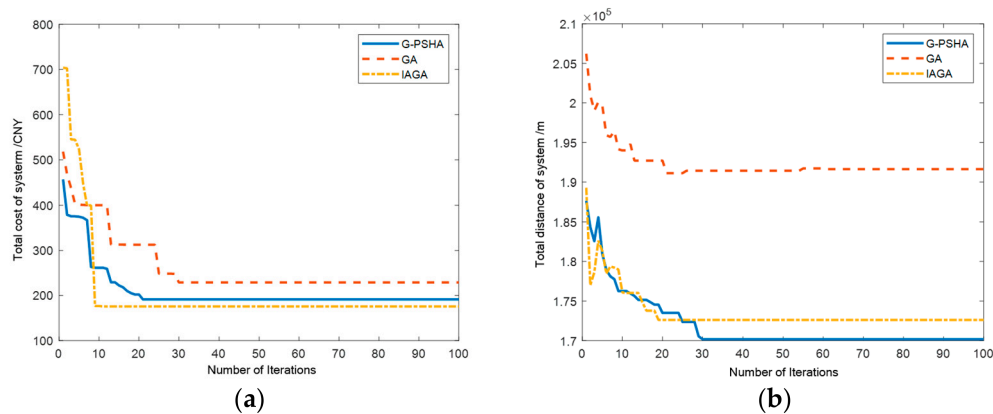 800
700
600
500
400
300
200
100
0 10 20 30 40 50 60 70 80 90 100
Total cost of systerm /CNY
Number of Iterations
G-PSHA
GA
IAGA
(a)
2.1 ×10⁵
2.05
2
1.95
1.9
1.85
1.8
1.75
1.7
0 10 20 30 40 50 60 70 80 90 100
Total distance of system /m
Number of Iterations
G-PSHA
GA
IAGA
(b)